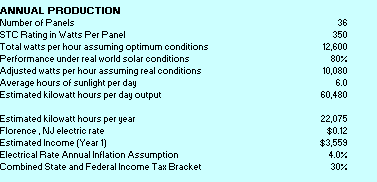 ANNUAL PRODUCTION
Number of Panels 36
STC Rating in Watts Per Panel 350
Total watts per hour assuming optimum conditions 12,600
Performance under real world solar conditions 80%
Adjusted watts per hour assuming real conditions 10,080
Average hours of sunlight per day 6.0
Estimated kilowatt hours per day output 60,480
Estimated kilowatt hours per year 22,075
Florence , NJ electric rate $0.12
Estimated Income (Year 1) $3,559
Electrical Rate Annual Inflation Assumption 4.0%
Combined State and Federal Income Tax Bracket 30%